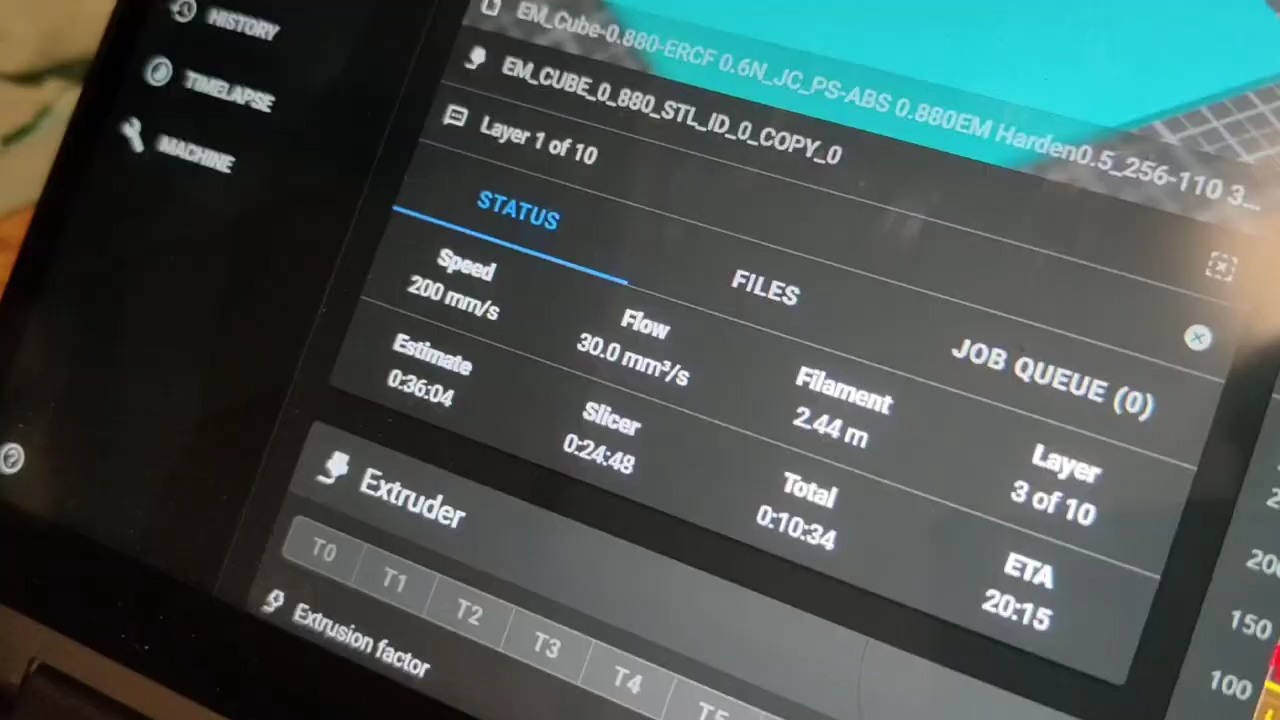 HISTORY
TIMELAPSE
MACHINE
EM_Cube-0.880-ERCF 0.6N_JC_PS-ABS 0.880EM Harden0.5_256-110 3...
EM_CUBE_0_880_STL_ID_0_COPY_0
Layer 1 of 10
STATUS
FILES
JOB QUEUE (0)
Speed
200 mm/s
Flow
30.0 mm³/s
Filament
2.44 m
Layer
3 of 10
Estimate
0:36:04
Slicer
0:24:48
Total
0:10:34
ETA
20:15
Extruder
T0
T1
T2
T3
T4
T5
Extrusion factor
150
100